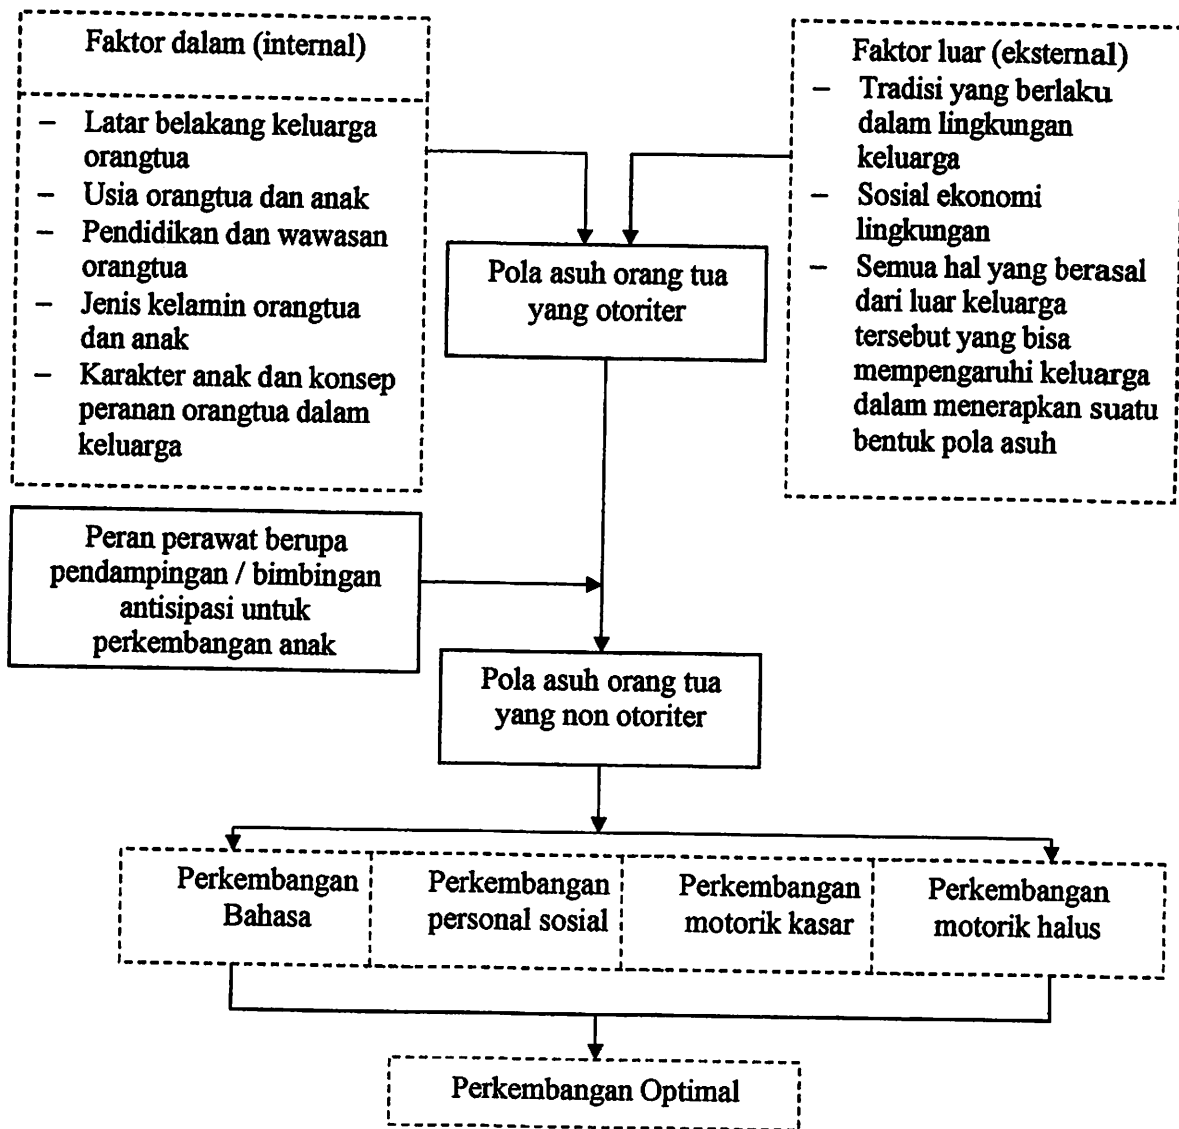 Faktor dalam (internal)
– Latar belakang keluarga
orangtua
– Usia orangtua dan anak
– Pendidikan dan wawasan
orangtua
– Jenis kelamin orangtua
dan anak
– Karakter anak dan konsep
peranan orangtua dalam
keluarga
Faktor luar (eksternal)
– Tradisi yang berlaku
dalam lingkungan
keluarga
– Sosial ekonomi
lingkungan
– Semua hal yang berasal
dari luar keluarga
tersebut yang bisa
mempengaruhi keluarga
dalam menerapkan suatu
bentuk pola asuh
Pola asuh orang tua
yang otoriter
Peran perawat berupa
pendampingan / bimbingan
antisipasi untuk
perkembangan anak
Pola asuh orang tua
yang non otoriter
Perkembangan
Bahasa
Perkembangan
personal sosial
Perkembangan
motorik kasar
Perkembangan
motorik halus
Perkembangan Optimal